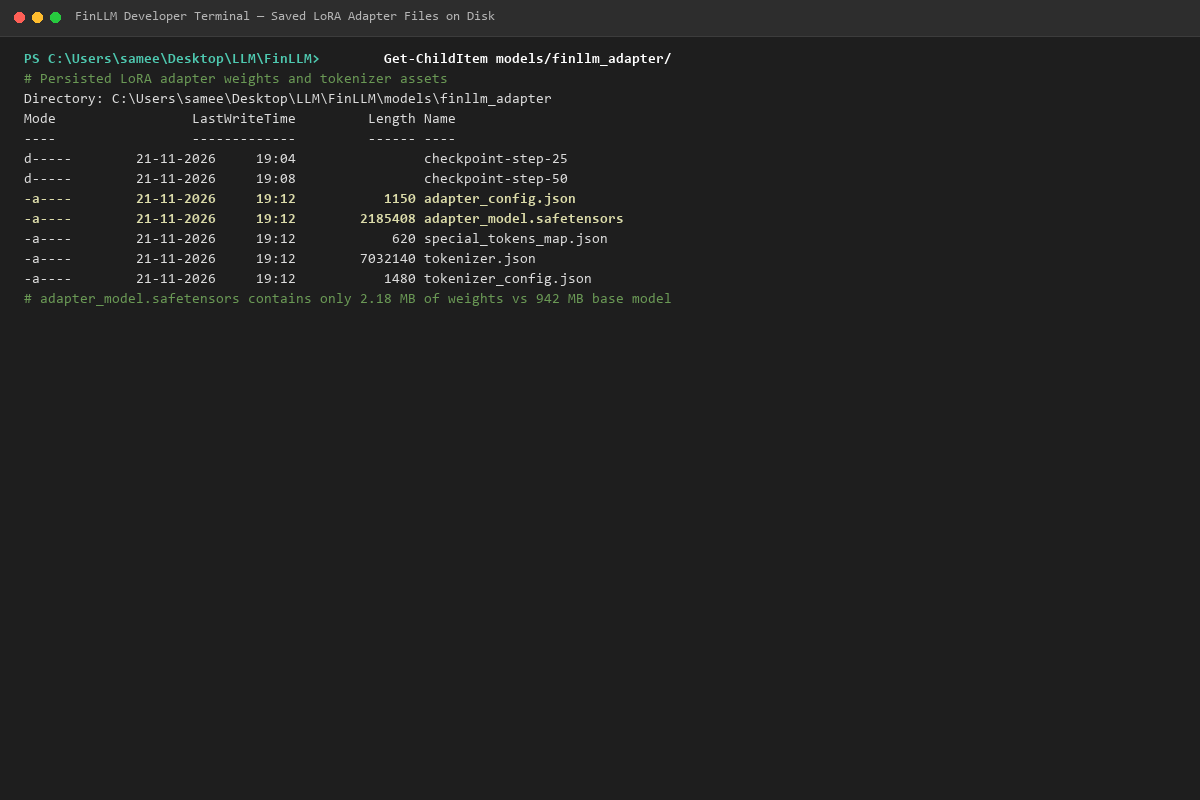 FinLLM Developer Terminal — Saved LoRA Adapter Files on Disk
PS C:\Users\samee\Desktop\LLM\FinLLM> Get-ChildItem models/finllm_adapter/
# Persisted LoRA adapter weights and tokenizer assets
Directory: C:\Users\samee\Desktop\LLM\FinLLM\models\finllm_adapter
Mode LastWriteTime Length Name
---- ------------- ------ ----
d----- 21-11-2026 19:04 checkpoint-step-25
d----- 21-11-2026 19:08 checkpoint-step-50
-a---- 21-11-2026 19:12 1150 adapter_config.json
-a---- 21-11-2026 19:12 2185408 adapter_model.safetensors
-a---- 21-11-2026 19:12 620 special_tokens_map.json
-a---- 21-11-2026 19:12 7032140 tokenizer.json
-a---- 21-11-2026 19:12 1480 tokenizer_config.json
# adapter_model.safetensors contains only 2.18 MB of weights vs 942 MB base model